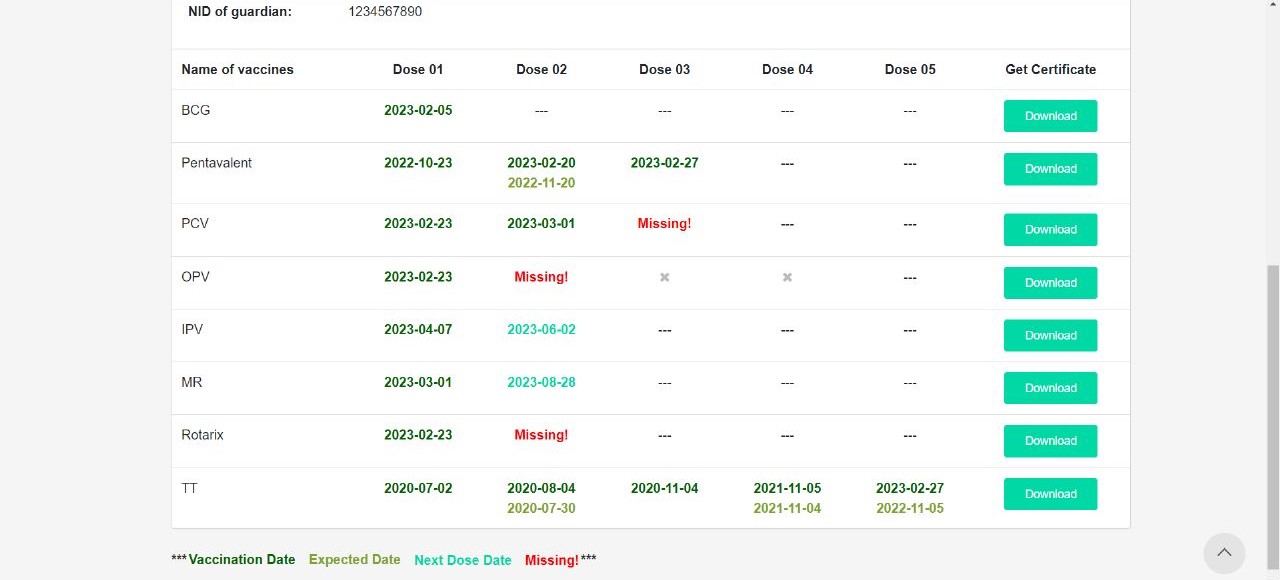 NID of guardian: 1234567890
Name of vaccines Dose 01 Dose 02 Dose 03 Dose 04 Dose 05 Get Certificate
BCG 2023-02-05 --- --- --- --- Download
Pentavalent 2022-10-23 2023-02-20 2023-02-27 --- --- Download
2022-11-20
PCV 2023-02-23 2023-03-01 Missing! --- --- Download
OPV 2023-02-23 Missing! ✖ ✖ --- Download
IPV 2023-04-07 2023-06-02 --- --- --- Download
MR 2023-03-01 2023-08-28 --- --- --- Download
Rotarix 2023-02-23 Missing! --- --- --- Download
TT 2020-07-02 2020-08-04 2020-11-04 2021-11-05 2023-02-27 Download
2020-07-30 2021-11-04 2022-11-05
***Vaccination Date Expected Date Next Dose Date Missing!***